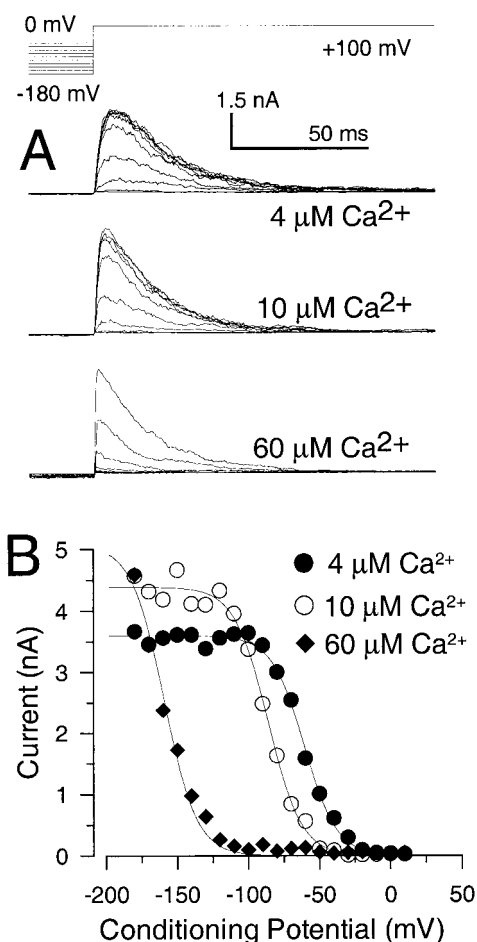 0 mV
+100 mV
-180 mV
1.5 nA
A
50 ms
4 μM Ca2+
10 μM Ca2+
60 μM Ca2+
B
5
4
3
2
1
0
Current (nA)
4 μM Ca2+
10 μM Ca2+
60 μM Ca2+
-200 -150 -100 -50 0 50
Conditioning Potential (mV)